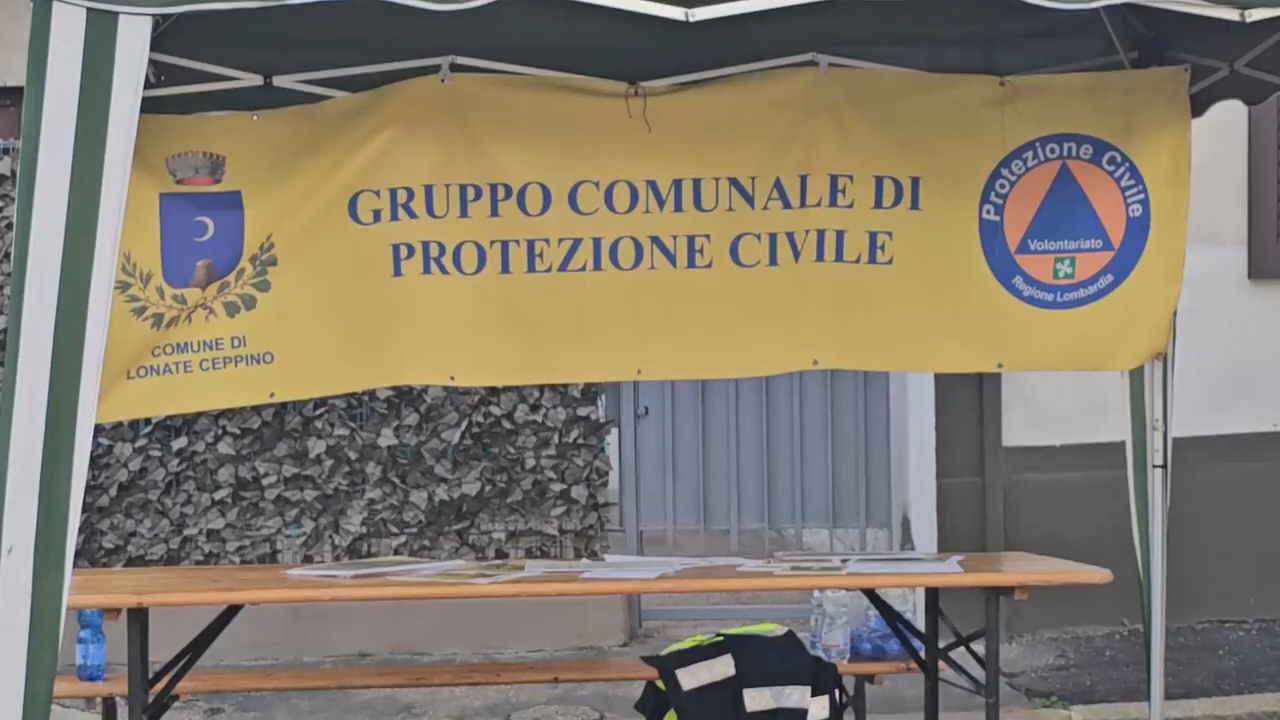 GRUPPO COMUNALE DI
PROTEZIONE CIVILE
COMUNE DI
LONATE CEPPINO
Protezione Civile
Volontariato
Regione Lombardia